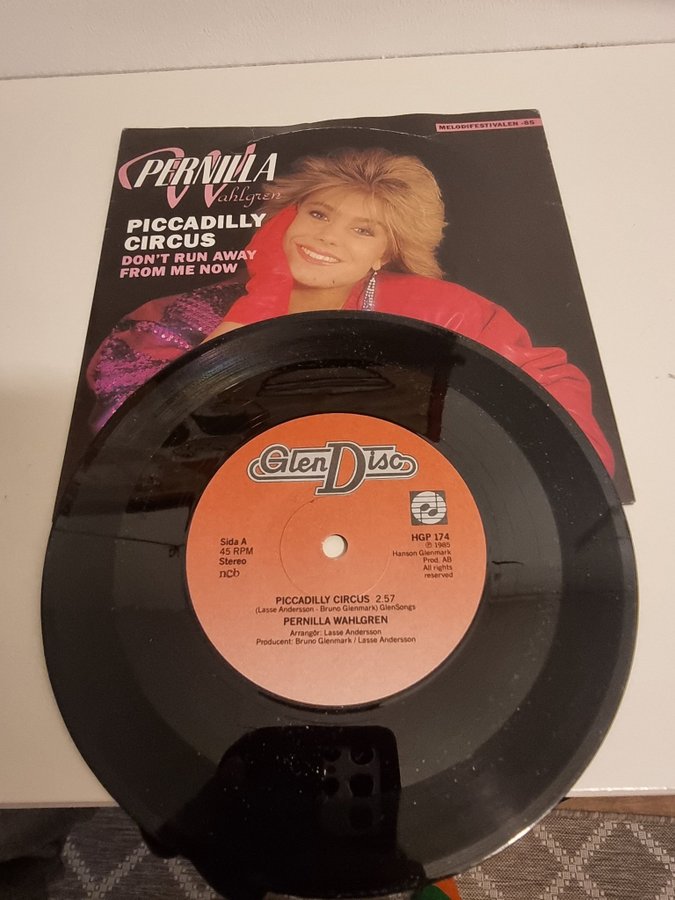 MELODIFESTIVALEN -85
PERNILLA
Wahlgren
PICCADILLY
CIRCUS
DON'T RUN AWAY
FROM ME NOW
Glen Disc
Sida A
45 RPM
Stereo
ncb
HGP 174
℗ 1985
Hanson Glenmark
Prod. AB
All rights
reserved
PICCADILLY CIRCUS 2.57
(Lasse Andersson - Bruno Glenmark) GlenSongs
PERNILLA WAHLGREN
Arrangör: Lasse Andersson
Producent: Bruno Glenmark / Lasse Andersson